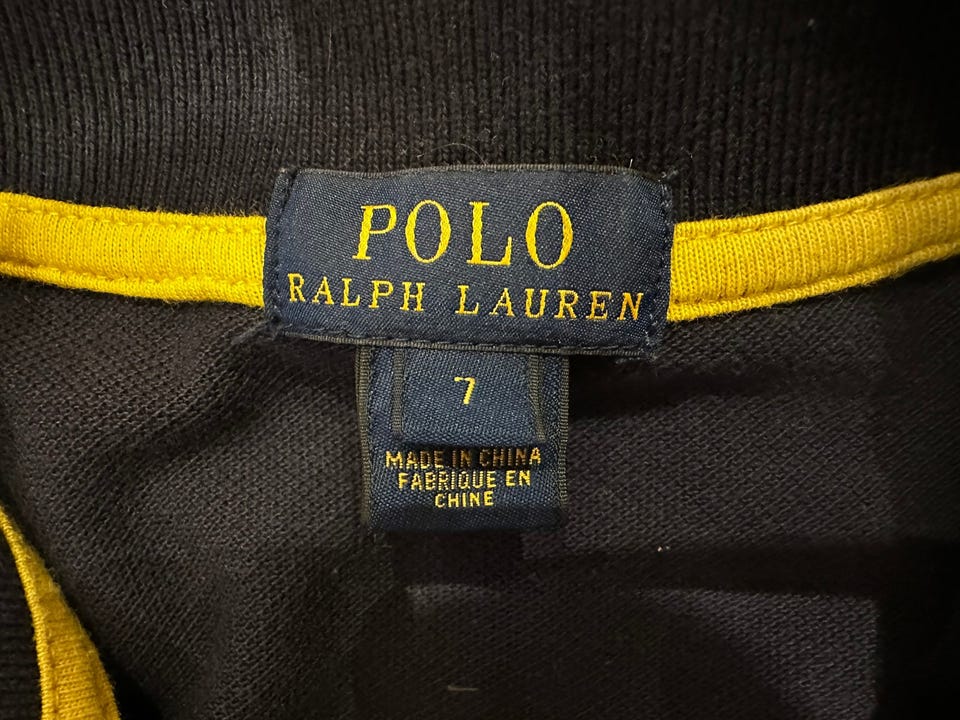 POLO
RALPH LAUREN
7
MADE IN CHINA
FABRIQUE EN
CHINE